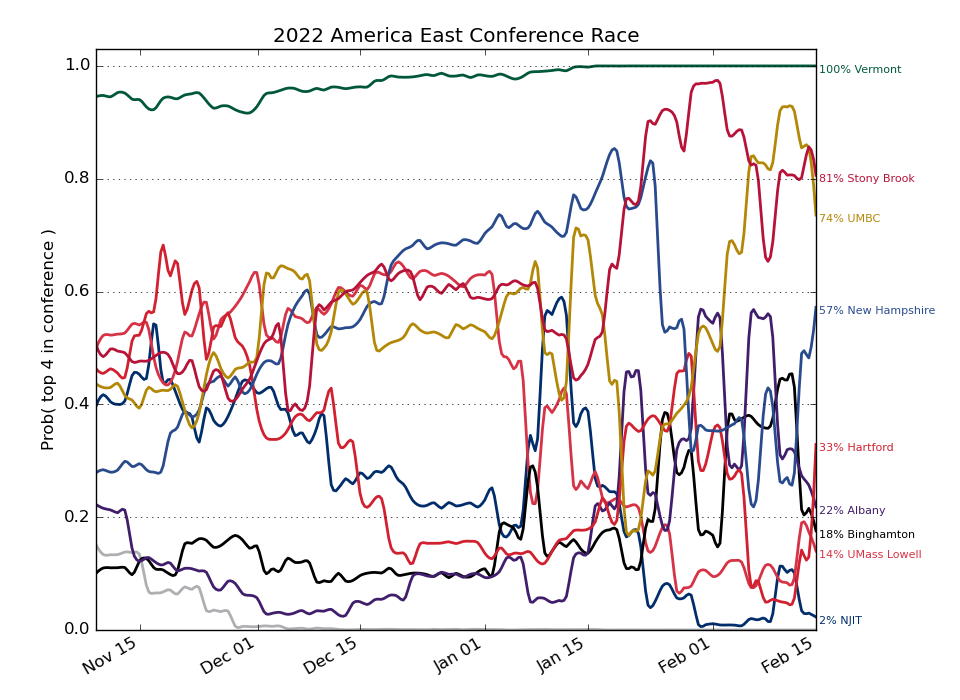 2022 America East Conference Race
Prob( top 4 in conference )
1.0
0.8
0.6
0.4
0.2
0.0
Nov 15
Dec 01
Dec 15
Jan 01
Jan 15
Feb 01
Feb 15
100% Vermont
81% Stony Brook
74% UMBC
57% New Hampshire
33% Hartford
22% Albany
18% Binghamton
14% UMass Lowell
2% NJIT